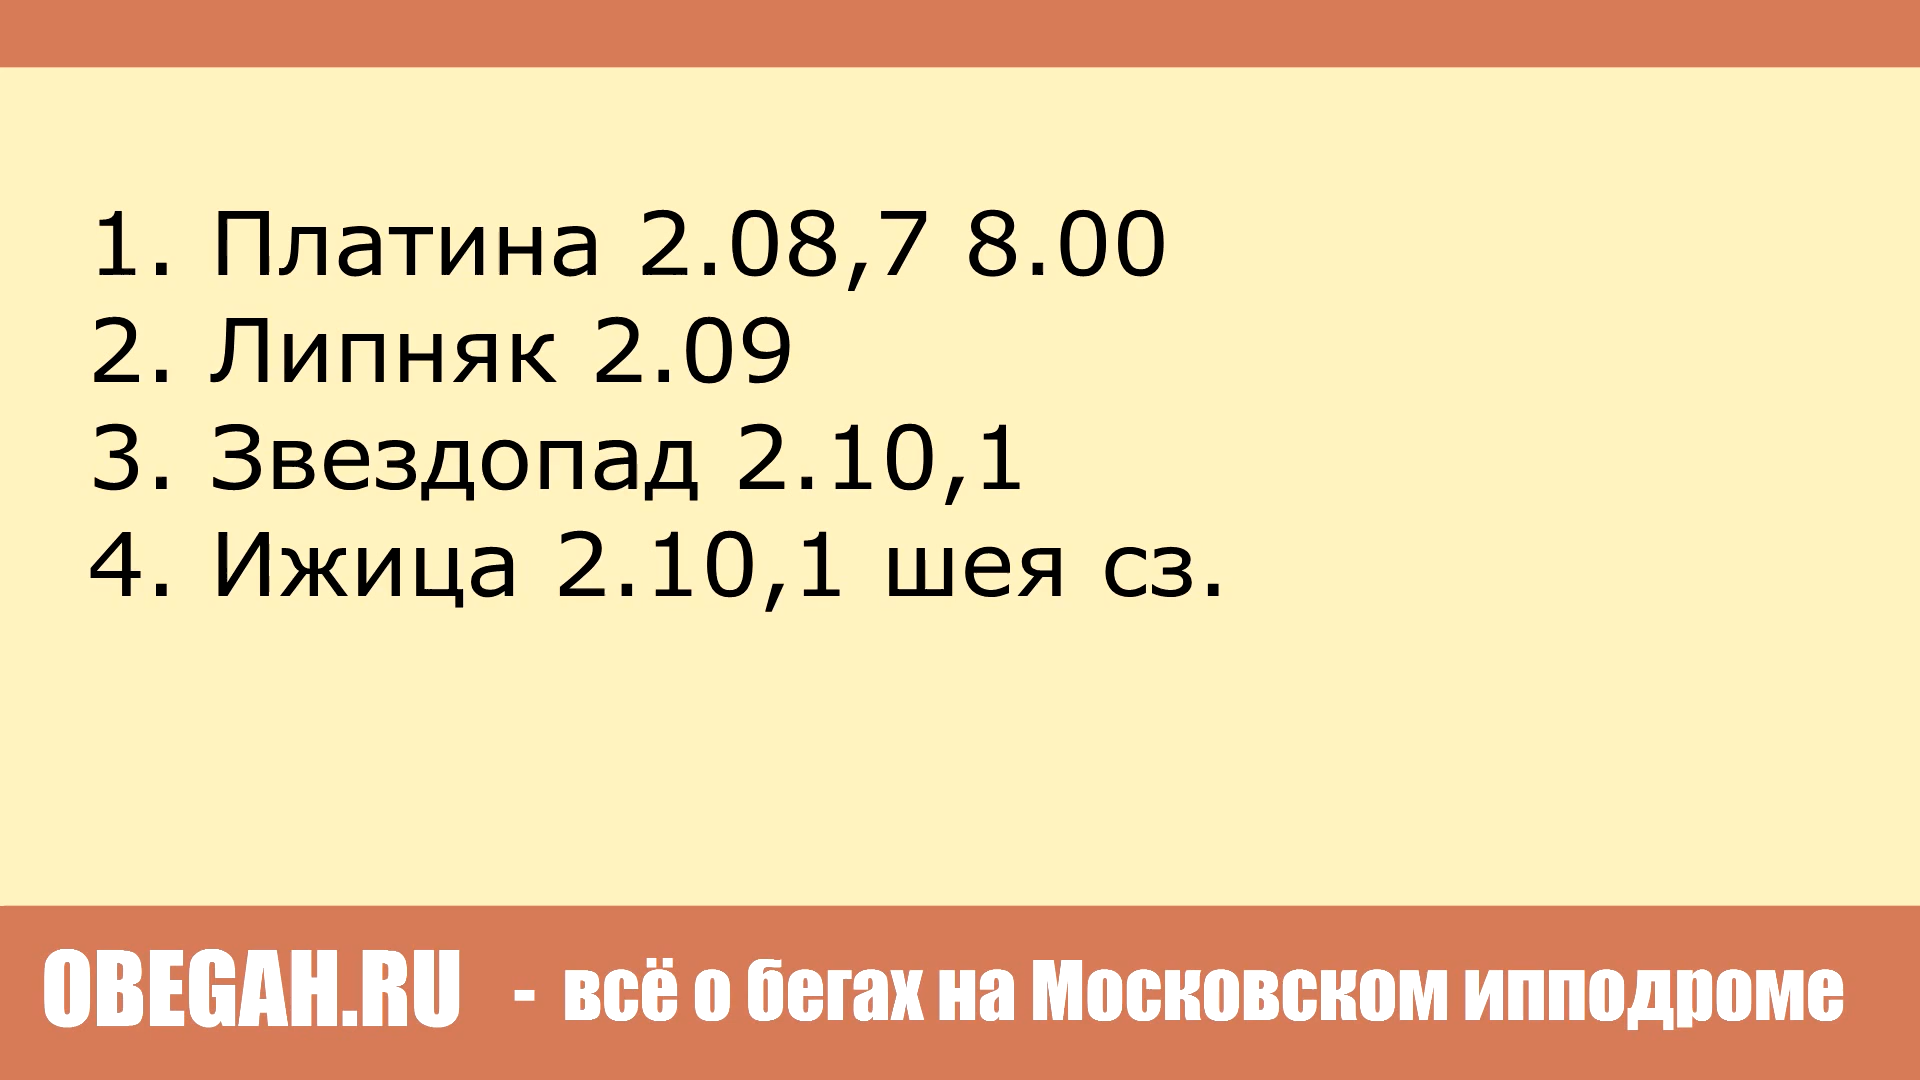 1. Платина 2.08,7 8.00
2. Липняк 2.09
3. Звездопад 2.10,1
4. Ижица 2.10,1 шея сз.
OBEGAH.RU - всё о бегах на Московском ипподроме